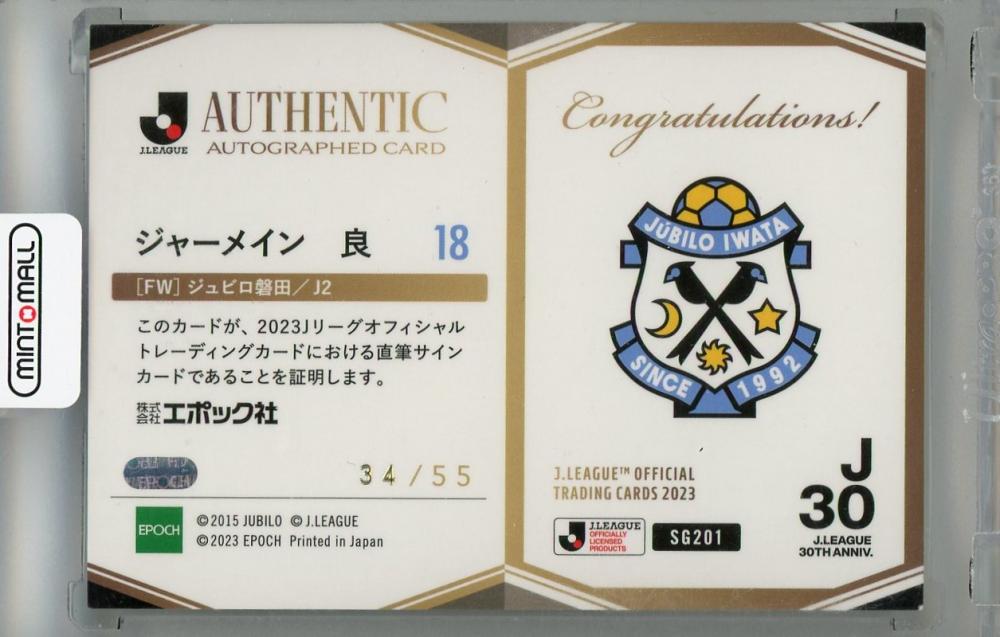 J.LEAGUE
AUTHENTIC
AUTOGRAPHED CARD
ジャーメイン 良 18
[FW] ジュビロ磐田／J2
このカードが、2023Jリーグオフィシャル
トレーディングカードにおける直筆サイン
カードであることを証明します。
株式会社エポック社
EPOCH
34/55
EPOCH
©2015 JUBILO ©J.LEAGUE
©2023 EPOCH Printed in Japan
MINTOMALL
Congratulations!
JúBILO IWATA
SINCE 1992
J.LEAGUE™ OFFICIAL
TRADING CARDS 2023
J.LEAGUE
OFFICIALLY
LICENSED
PRODUCTS
SG201
J
30
J.LEAGUE
30TH ANNIV.